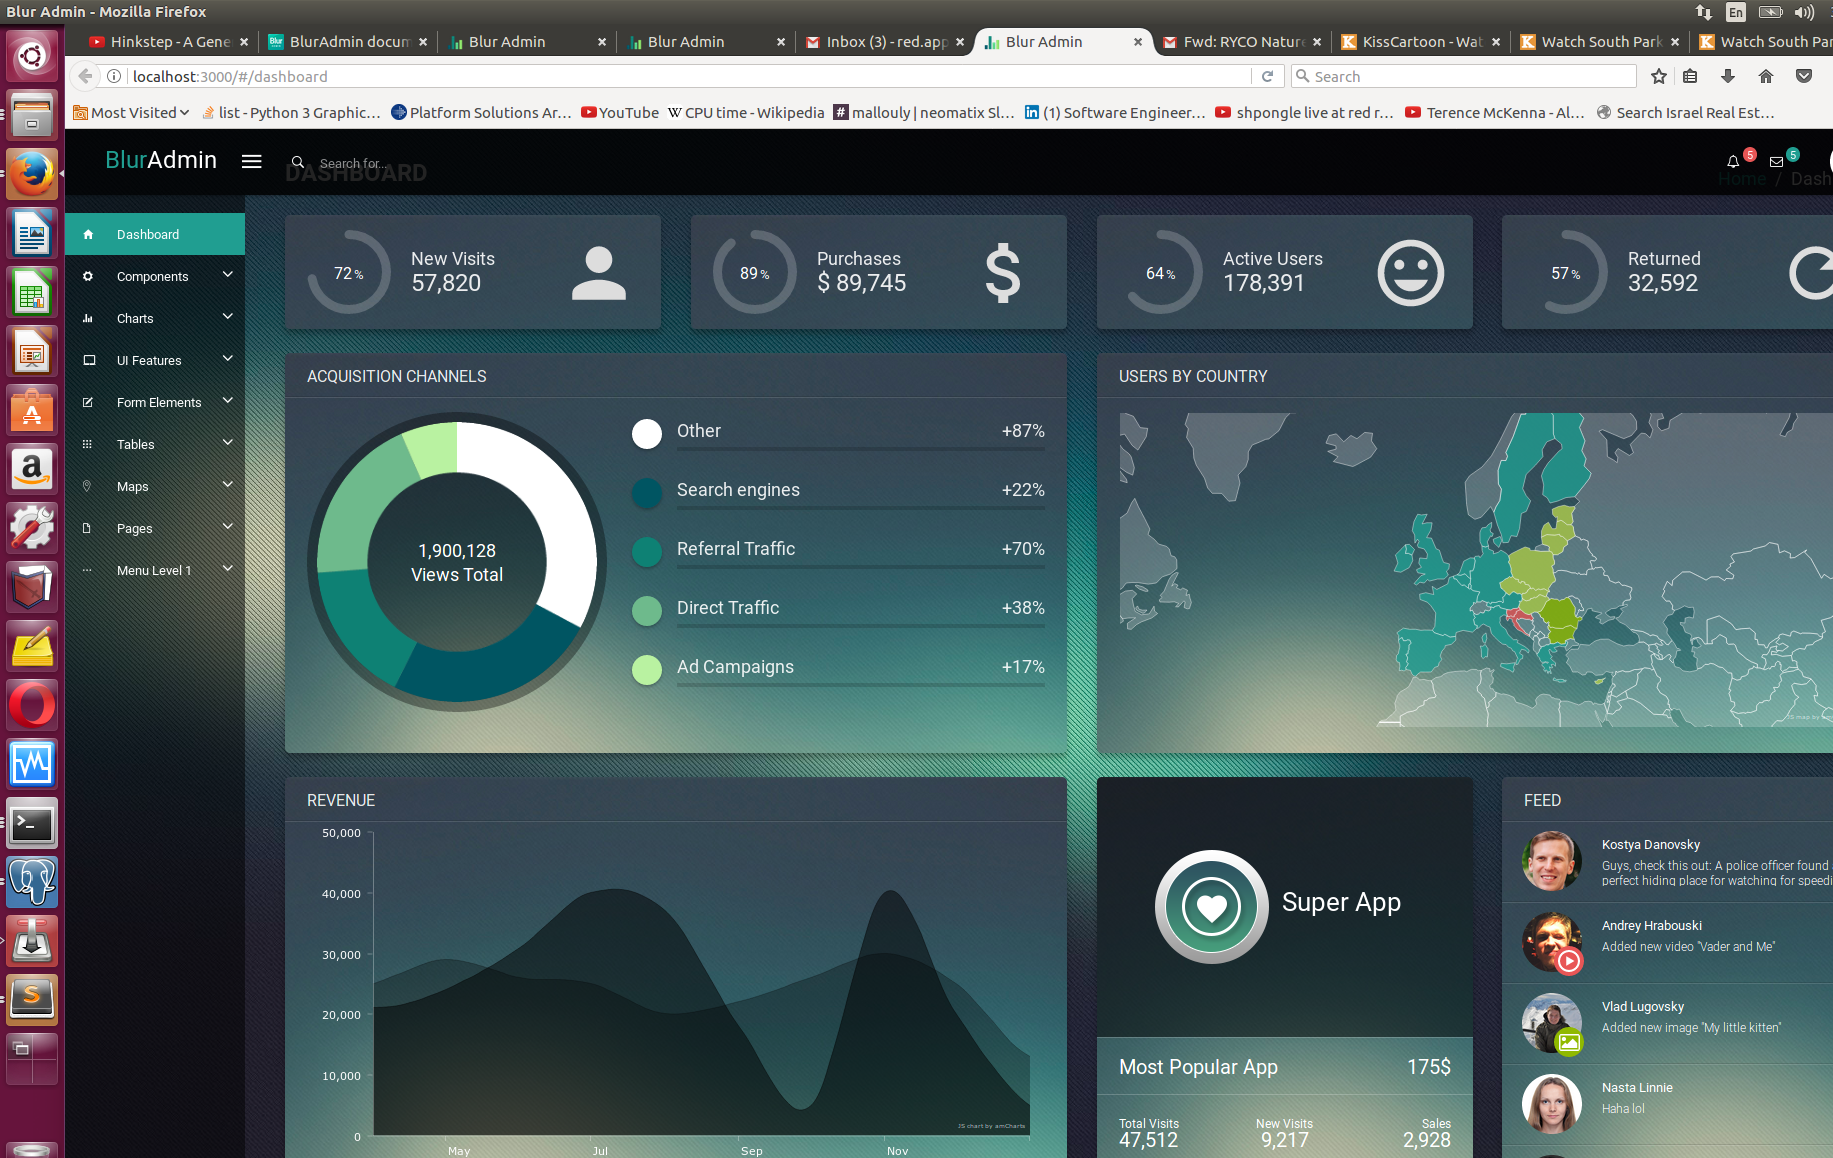 Blur Admin - Mozilla Firefox
En
Hinkstep - A Gene
BlurAdmin docum
Blur Admin
Blur Admin
Inbox (3) - red.app
Blur Admin
Fwd: RYCO Nature
KissCartoon - Wat
Watch South Park
Watch South Par
localhost:3000/#/dashboard
Search
Most Visited
list - Python 3 Graphic...
Platform Solutions Ar...
YouTube
CPU time - Wikipedia
mallouly | neomatix Sl...
(1) Software Engineer...
shpongle live at red r...
Terence McKenna - Al...
Search Israel Real Est...
BlurAdmin
Search for...
5
5
DASHBOARD
Home / Dash
Dashboard
Components
Charts
UI Features
Form Elements
Tables
Maps
Pages
Menu Level 1
72%
New Visits
57,820
89%
Purchases
$ 89,745
64%
Active Users
178,391
57%
Returned
32,592
ACQUISITION CHANNELS
1,900,128
Views Total
Other +87%
Search engines +22%
Referral Traffic +70%
Direct Traffic +38%
Ad Campaigns +17%
USERS BY COUNTRY
JS map by am
REVENUE
50,000
40,000
30,000
20,000
10,000
0
May Jul Sep Nov
JS chart by amCharts
Super App
Most Popular App 175$
Total Visits New Visits Sales
47,512 9,217 2,928
FEED
Kostya Danovsky
Guys, check this out: A police officer found
perfect hiding place for watching for speedi
Andrey Hrabouski
Added new video "Vader and Me"
Vlad Lugovsky
Added new image "My little kitten"
Nasta Linnie
Haha lol